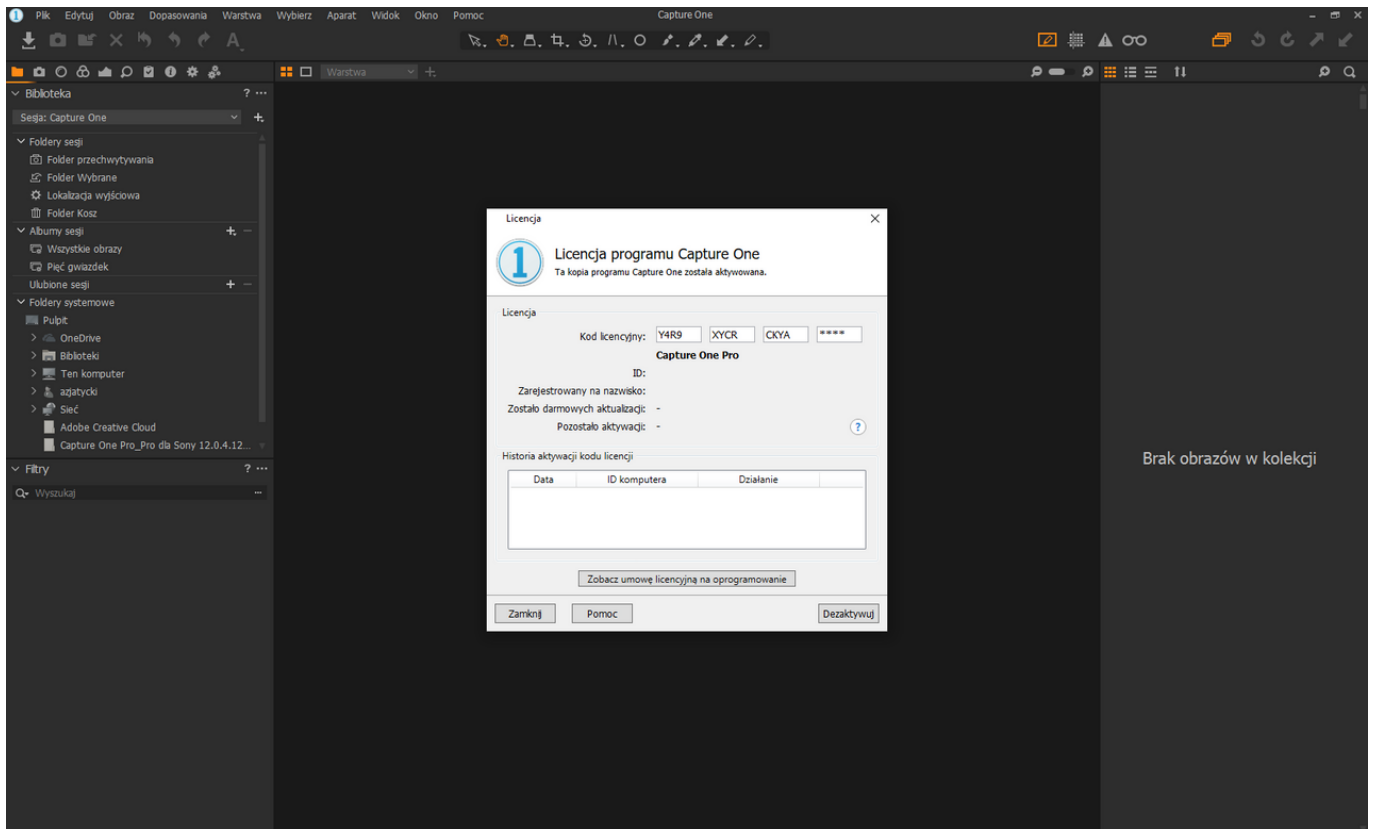 1 Plik Edytuj Obraz Dopasowania Warstwa Wybierz Aparat Widok Okno Pomoc Capture One
A
Warstwa
Biblioteka ?
Sesja: Capture One
Foldery sesji
Folder przechwytywania
Folder Wybrane
Lokalizacja wyjściowa
Folder Kosz
Albumy sesji
Wszystkie obrazy
Pięć gwiazdek
Ulubione sesji
Foldery systemowe
Pulpit
OneDrive
Biblioteki
Ten komputer
azjatycki
Sieć
Adobe Creative Cloud
Capture One Pro_Pro dla Sony 12.0.4.12...
Filtry ?
Wyszukaj
Licencja
1
Licencja programu Capture One
Ta kopia programu Capture One została aktywowana.
Licencja
Kod licencyjny: Y4R9 XYCR CKYA ****
Capture One Pro
ID:
Zarejestrowany na nazwisko:
Zostało darmowych aktualizacji: -
Pozostało aktywacji: - ?
Historia aktywacji kodu licencji
Data ID komputera Działanie
Zobacz umowę licencyjną na oprogramowanie
Zamknij Pomoc Dezaktywuj
Brak obrazów w kolekcji